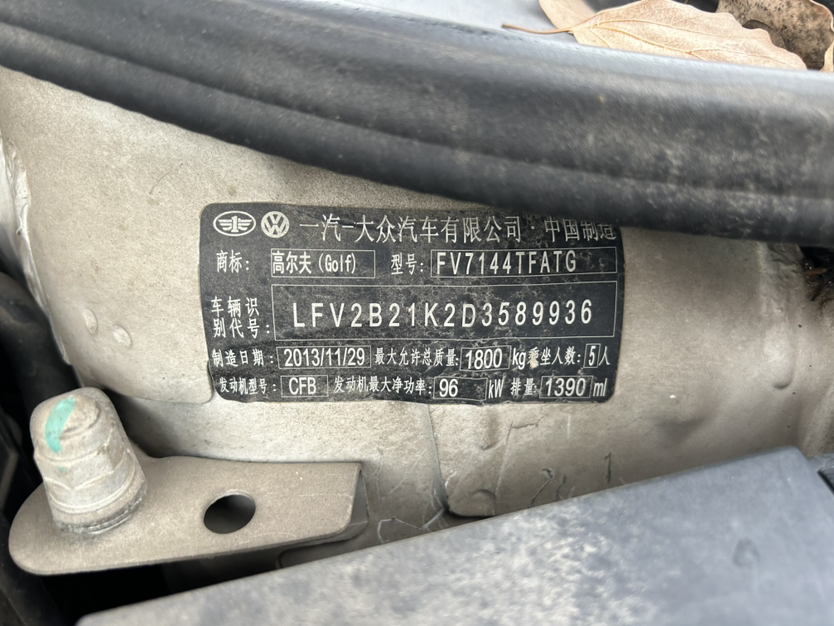 一汽-大众汽车有限公司·中国制造
商标: 高尔夫(Golf) 型号: FV7144TFATG
车辆识别代号: LFV2B21K2D3589936
制造日期: 2013/11/29 最大允许总质量: 1800 kg 乘坐人数: 5人
发动机型号: CFB 发动机最大净功率: 96 kW 排量: 1390 ml